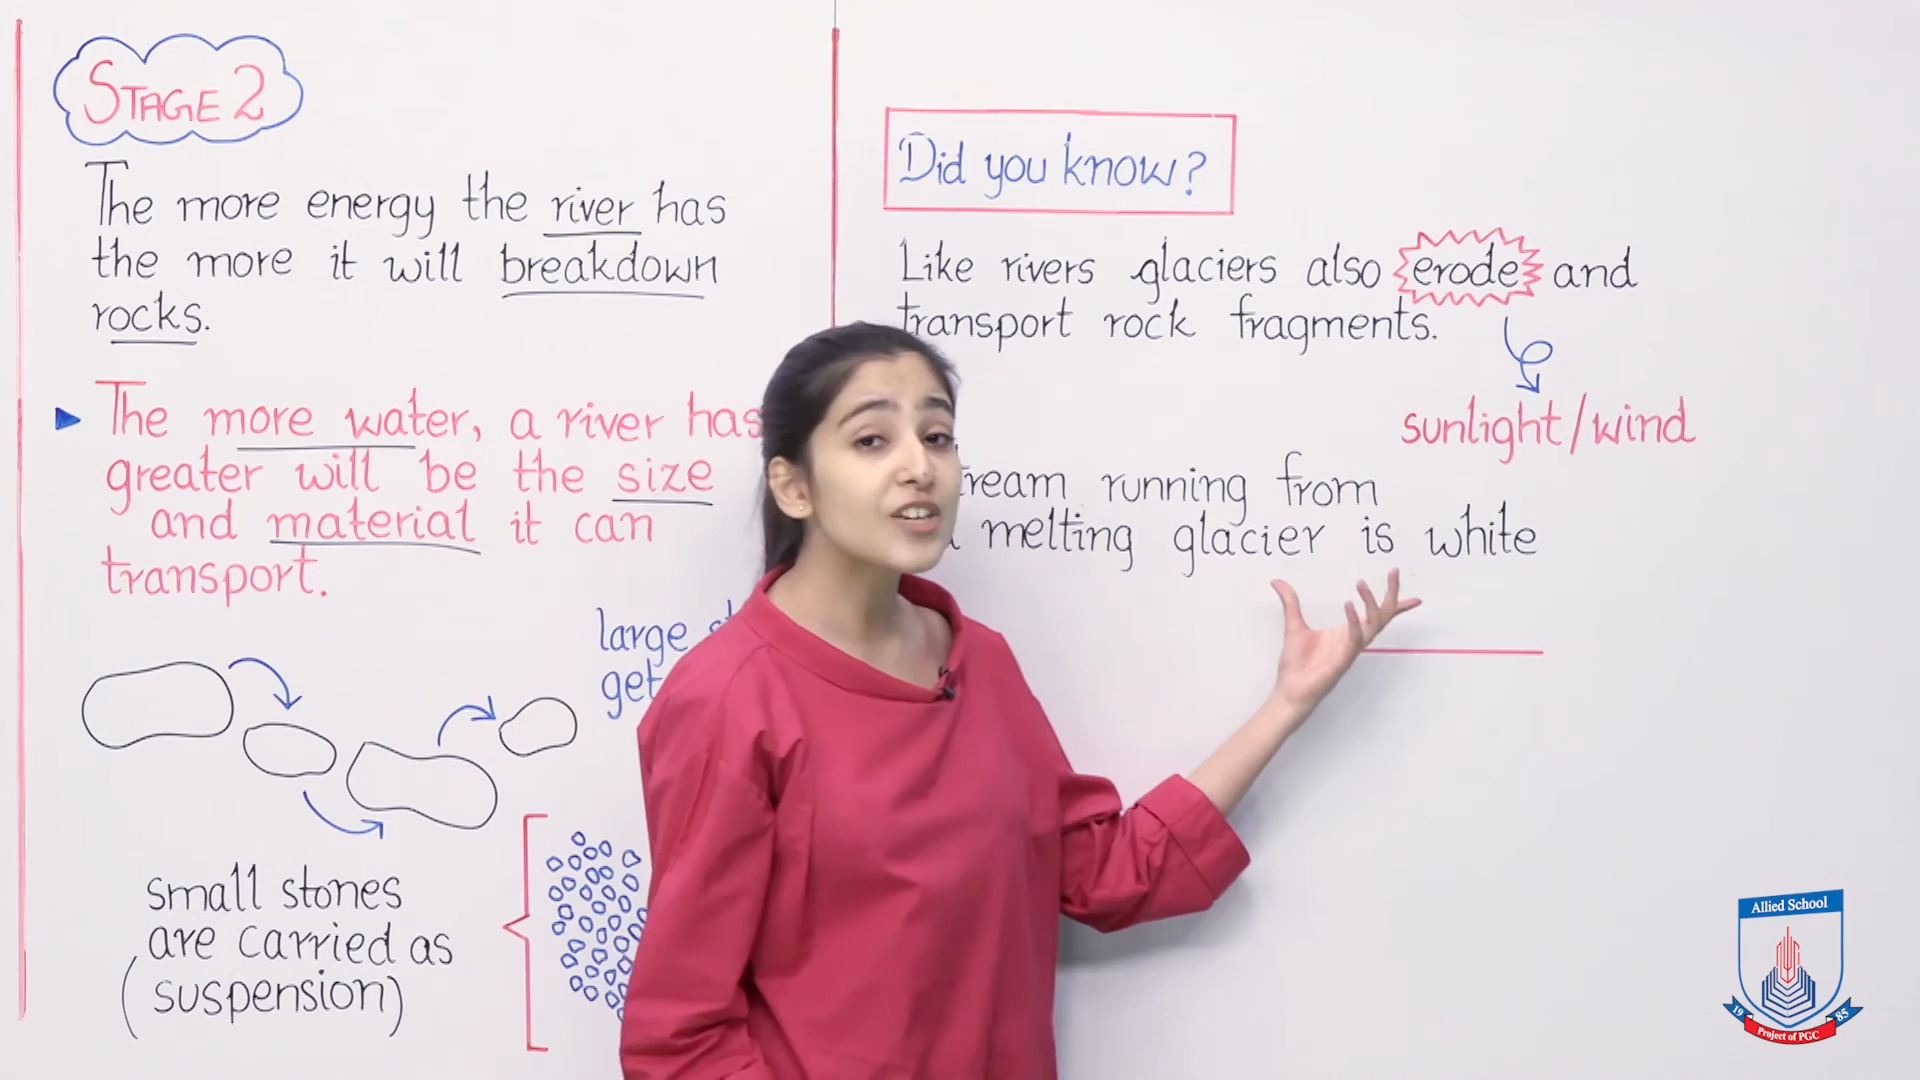 STAGE 2
The more energy the river has
the more it will breakdown
rocks.
The more water, a river has
greater will be the size
and material it can
transport.
large
get
small stones
are carried as
(suspension)
Did you know?
Like rivers glaciers also erode and
transport rock fragments.
sunlight/wind
running from
melting glacier is white
Allied School
1985
Project of PGC